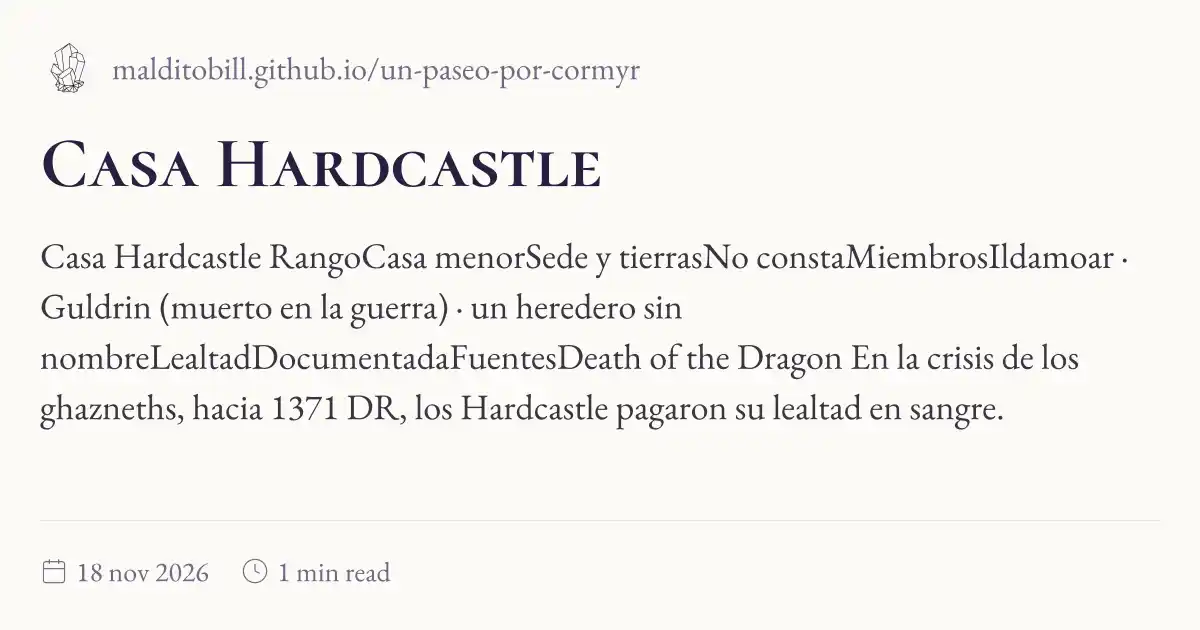 malditobill.github.io/un-paseo-por-cormyr
Casa Hardcastle
Casa Hardcastle RangoCasa menorSede y tierrasNo constaMiembrosIldamoar ·
Guldrin (muerto en la guerra) · un heredero sin
nombreLealtadDocumentadaFuentesDeath of the Dragon En la crisis de los
ghazneths, hacia 1371 DR, los Hardcastle pagaron su lealtad en sangre.
18 nov 2026 1 min read